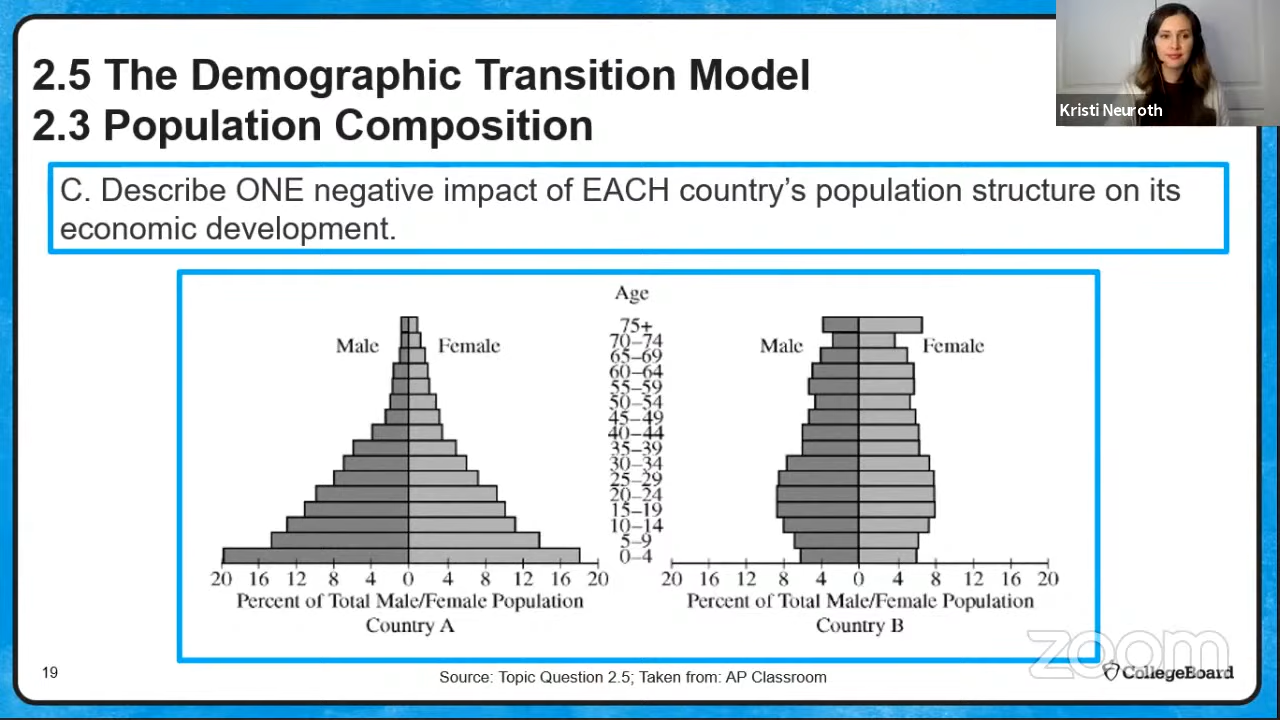 2.5 The Demographic Transition Model
2.3 Population Composition
Kristi Neuroth
C. Describe ONE negative impact of EACH country’s population structure on its
economic development.
Age
Male
Female
Male
Female
75+
70–74
65–69
60–64
55–59
50–54
45–49
40–44
35–39
30–34
25–29
20–24
15–19
10–14
5–9
0–4
20 16 12 8 4 0 4 8 12 16 20
Percent of Total Male/Female Population
Country A
20 16 12 8 4 0 4 8 12 16 20
Percent of Total Male/Female Population
Country B
zoom
19
Source: Topic Question 2.5; Taken from: AP Classroom
CollegeBoard